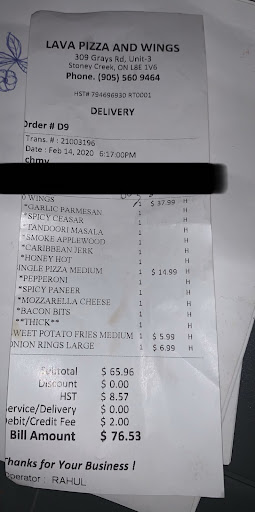 LAVA PIZZA AND WINGS
309 Grays Rd, Unit-3
Stoney Creek, ON L8E 1V6
Phone. (905) 560 9464
HST# 794696930 RT0001
DELIVERY
Order # D9
Trans. # : 21003196
Date : Feb 14, 2020 6:17:00PM
0 WINGS 1 $ 37.99 H
*GARLIC PARMESAN 1 H
*SPICY CEASAR 1 H
*TANDOORI MASALA 1 H
*SMOKE APPLEWOOD 1 H
*CARIBBEAN JERK 1 H
*HONEY HOT 1 H
INGLE PIZZA MEDIUM 1 $ 14.99 H
*PEPPERONI 1 H
*SPICY PANEER 1 H
*MOZZARELLA CHEESE 1 H
*BACON BITS 1 H
**THICK** 1 H
WEET POTATO FRIES MEDIUM 1 $ 5.99 H
ONION RINGS LARGE 1 $ 6.99 H
Subtotal $ 65.96
Discount $ 0.00
HST $ 8.57
Service/Delivery $ 0.00
Debit/Credit Fee $ 2.00
Bill Amount $ 76.53
Thanks for Your Business !
Operator : RAHUL